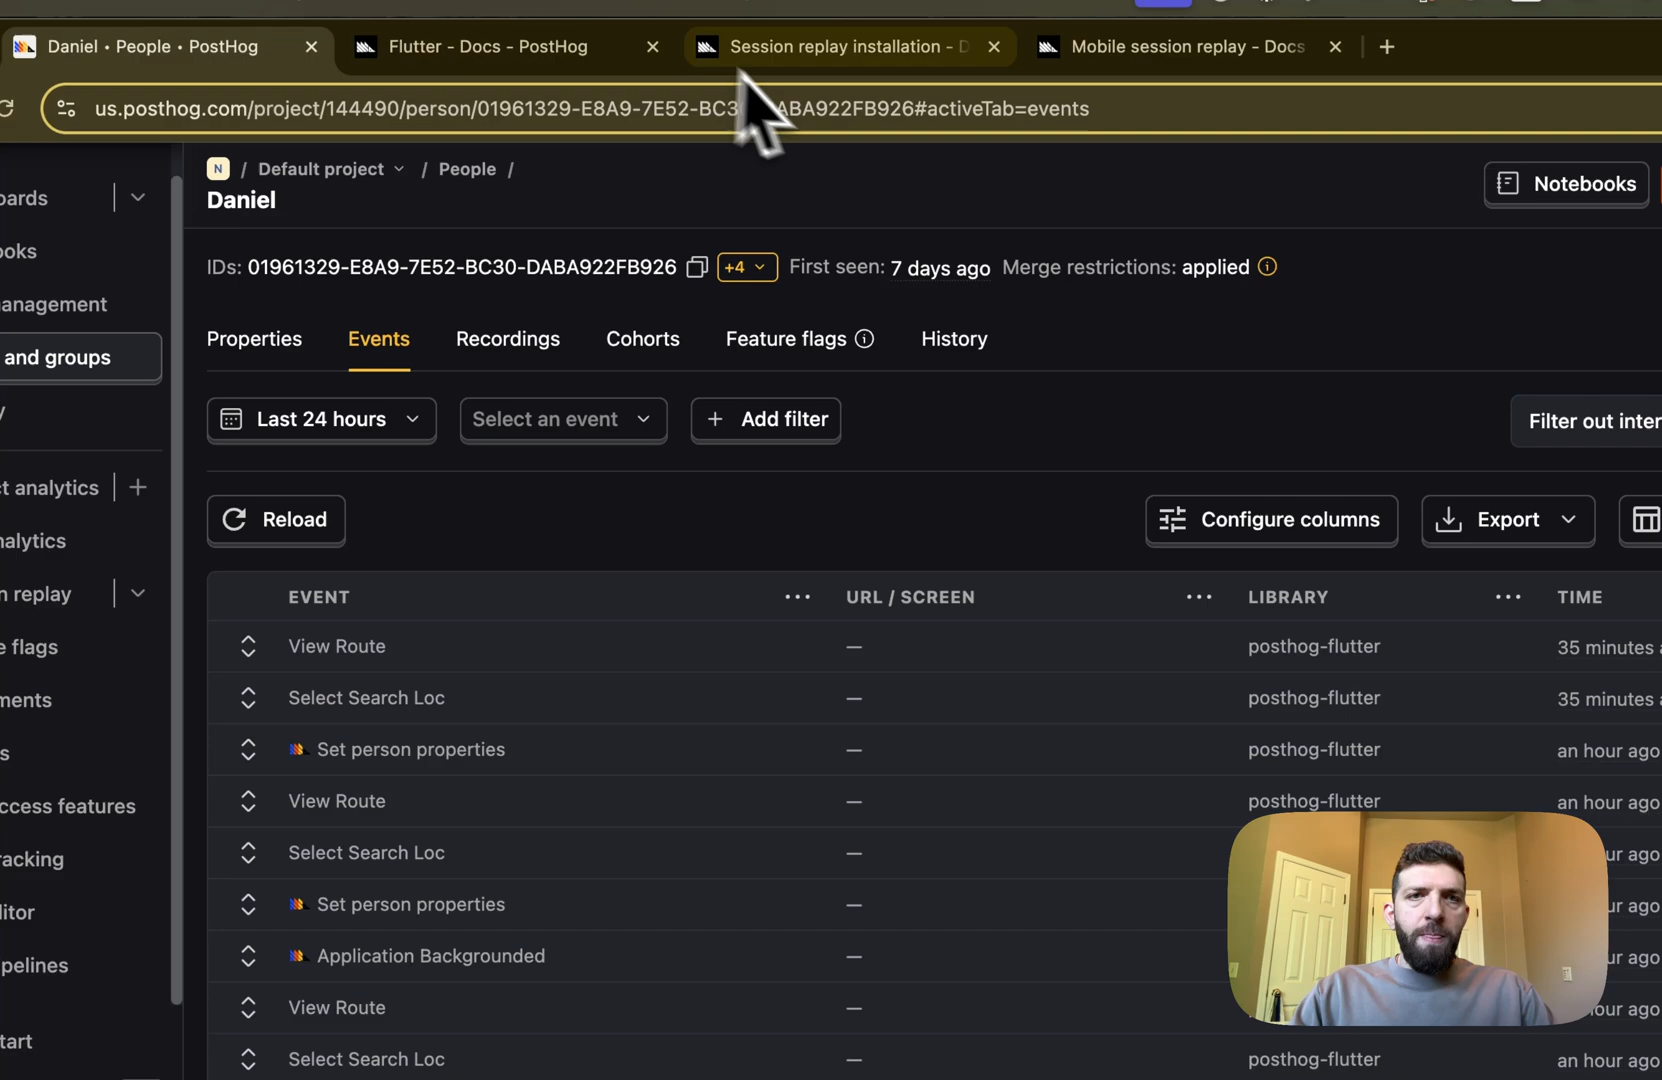 Daniel • People • PostHog
Flutter - Docs - PostHog
Session replay installation - D
Mobile session replay - Docs
us.posthog.com/project/144490/person/01961329-E8A9-7E52-BC3 ABA922FB926#activeTab=events
N / Default project / People /
Daniel
Notebooks
oards
ooks
anagement
and groups
y
ct analytics
nalytics
n replay
e flags
ments
s
ccess features
racking
litor
pelines
tart
IDs: 01961329-E8A9-7E52-BC30-DABA922FB926 +4 First seen: 7 days ago Merge restrictions: applied
Properties Events Recordings Cohorts Feature flags History
Last 24 hours Select an event + Add filter Filter out inter
Reload Configure columns Export
EVENT ... URL / SCREEN ... LIBRARY ... TIME
View Route — posthog-flutter 35 minutes a
Select Search Loc — posthog-flutter 35 minutes a
Set person properties — posthog-flutter an hour ago
View Route — posthog-flutter an hour ago
Select Search Loc — ur ago
Set person properties — ur ago
Application Backgrounded — ur ago
View Route — our ago
Select Search Loc — posthog-flutter an hour ago